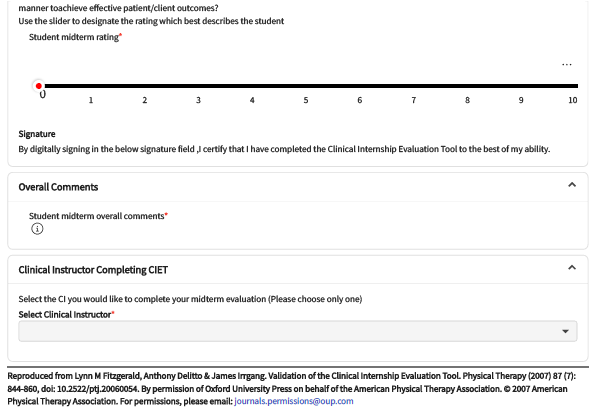 manner toachieve effective patient/client outcomes?
Use the slider to designate the rating which best describes the student
Student midterm rating*
...
0 1 2 3 4 5 6 7 8 9 10
Signature
By digitally signing in the below signature field ,I certify that I have completed the Clinical Internship Evaluation Tool to the best of my ability.
Overall Comments
Student midterm overall comments*
i
Clinical Instructor Completing CIET
Select the CI you would like to complete your midterm evaluation (Please choose only one)
Select Clinical Instructor*
Reproduced from Lynn M Fitzgerald, Anthony Delitto & James Irrgang. Validation of the Clinical Internship Evaluation Tool. Physical Therapy (2007) 87 (7):
844-860, doi: 10.2522/ptj.20060054. By permission of Oxford University Press on behalf of the American Physical Therapy Association. © 2007 American
Physical Therapy Association. For permissions, please email: journals.permissions@oup.com